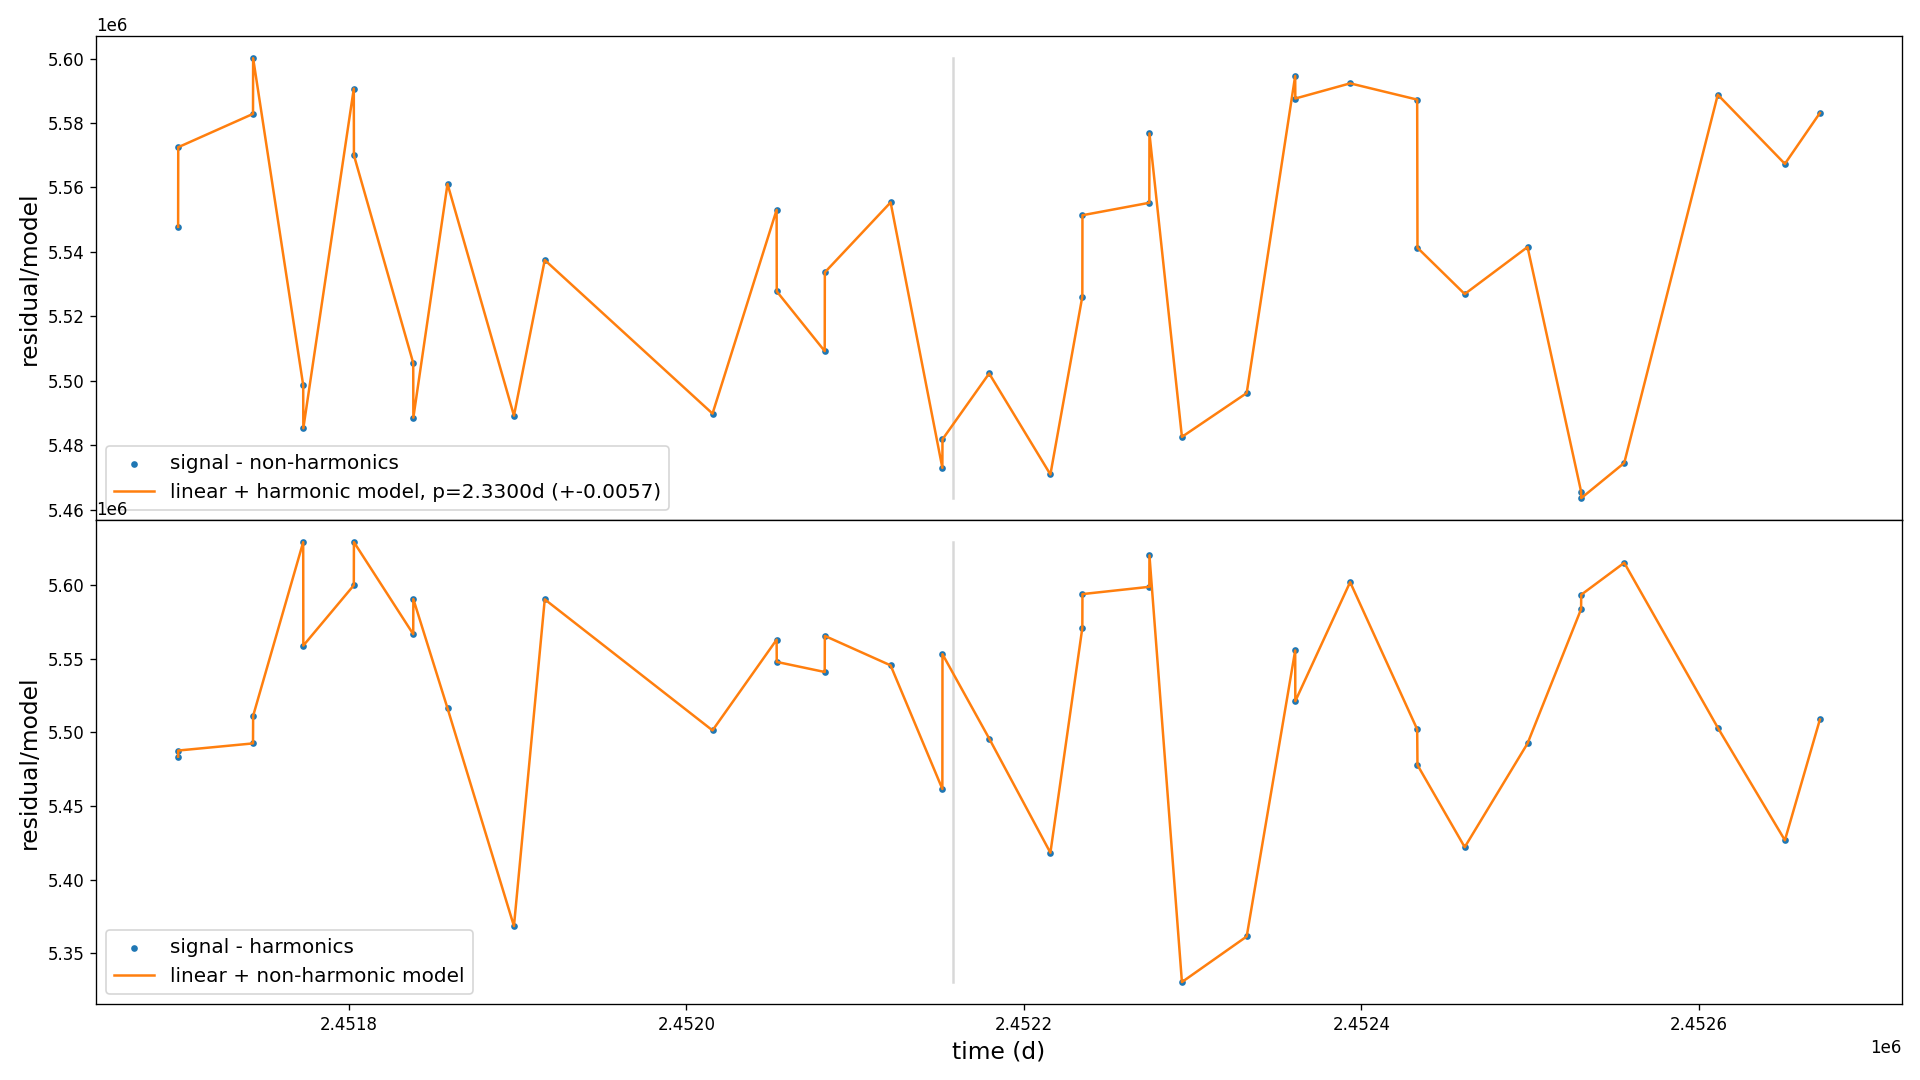 1e6
5.60
5.58
5.56
5.54
5.52
5.50
5.48
5.46
residual/model
signal - non-harmonics
linear + harmonic model, p=2.3300d (+-0.0057)
1e6
5.60
5.55
5.50
5.45
5.40
5.35
residual/model
signal - harmonics
linear + non-harmonic model
2.4518 2.4520 2.4522 2.4524 2.4526
time (d)
1e6